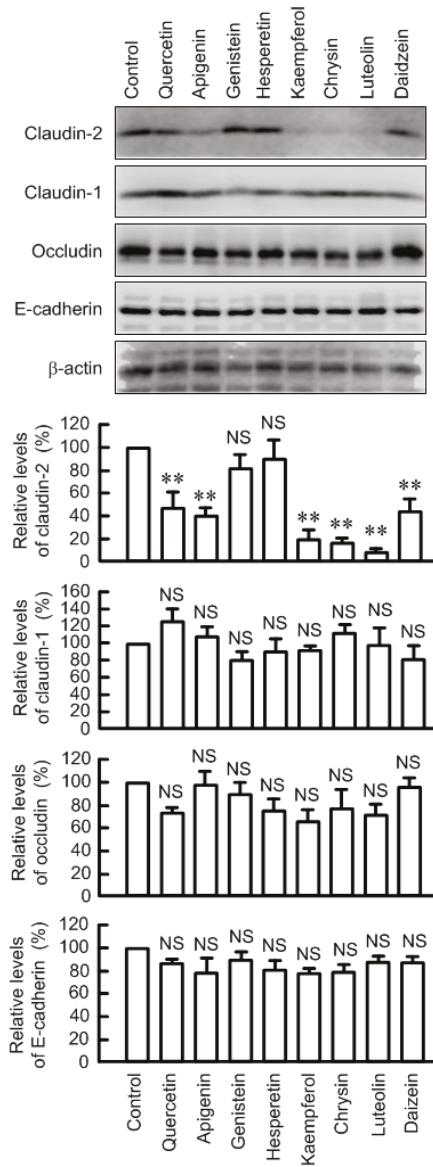 Control
Quercetin
Apigenin
Genistein
Hesperetin
Kaempferol
Chrysin
Luteolin
Daidzein
Claudin-2
Claudin-1
Occludin
E-cadherin
β-actin
Relative levels
of claudin-2 (%)
120
100
80
60
40
20
0
** ** NS NS ** ** ** **
Relative levels
of claudin-1 (%)
160
140
120
100
80
60
40
20
0
NS NS NS NS NS NS NS NS
Relative levels
of occludin (%)
120
100
80
60
40
20
0
NS NS NS NS NS NS NS NS
Relative levels
of E-cadherin (%)
120
100
80
60
40
20
0
NS NS NS NS NS NS NS NS
Control
Quercetin
Apigenin
Genistein
Hesperetin
Kaempferol
Chrysin
Luteolin
Daizein